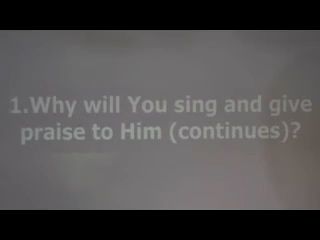 1.Why will You sing and give
praise to Him (continues)?